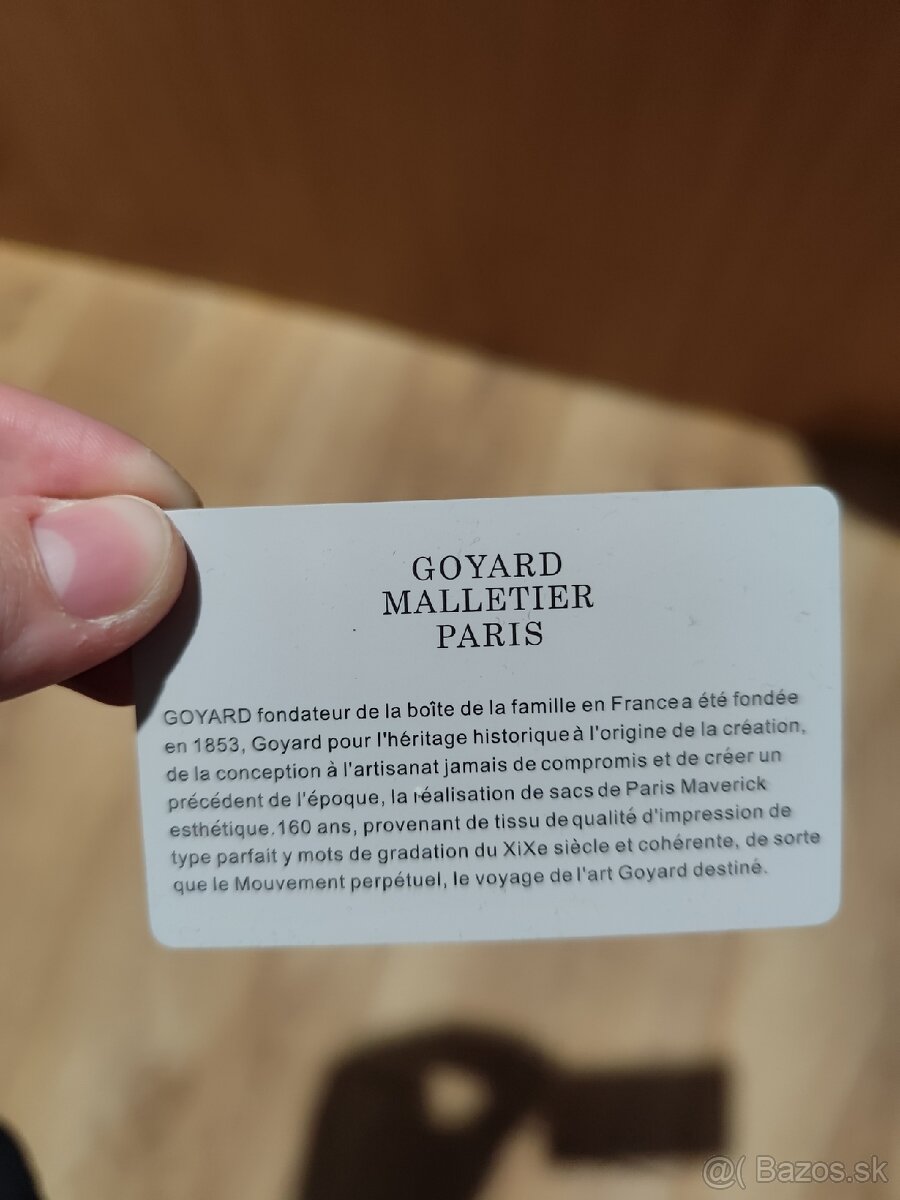 GOYARD
MALLETIER
PARIS
GOYARD fondateur de la boîte de la famille en Francea été fondée
en 1853, Goyard pour l'héritage historique à l'origine de la création,
de la conception à l'artisanat jamais de compromis et de créer un
précédent de l'époque, la réalisation de sacs de Paris Maverick
esthétique.160 ans, provenant de tissu de qualité d'impression de
type parfait y mots de gradation du XiXe siècle et cohérente, de sorte
que le Mouvement perpétuel, le voyage de l'art Goyard destiné.
@( Bazos.sk